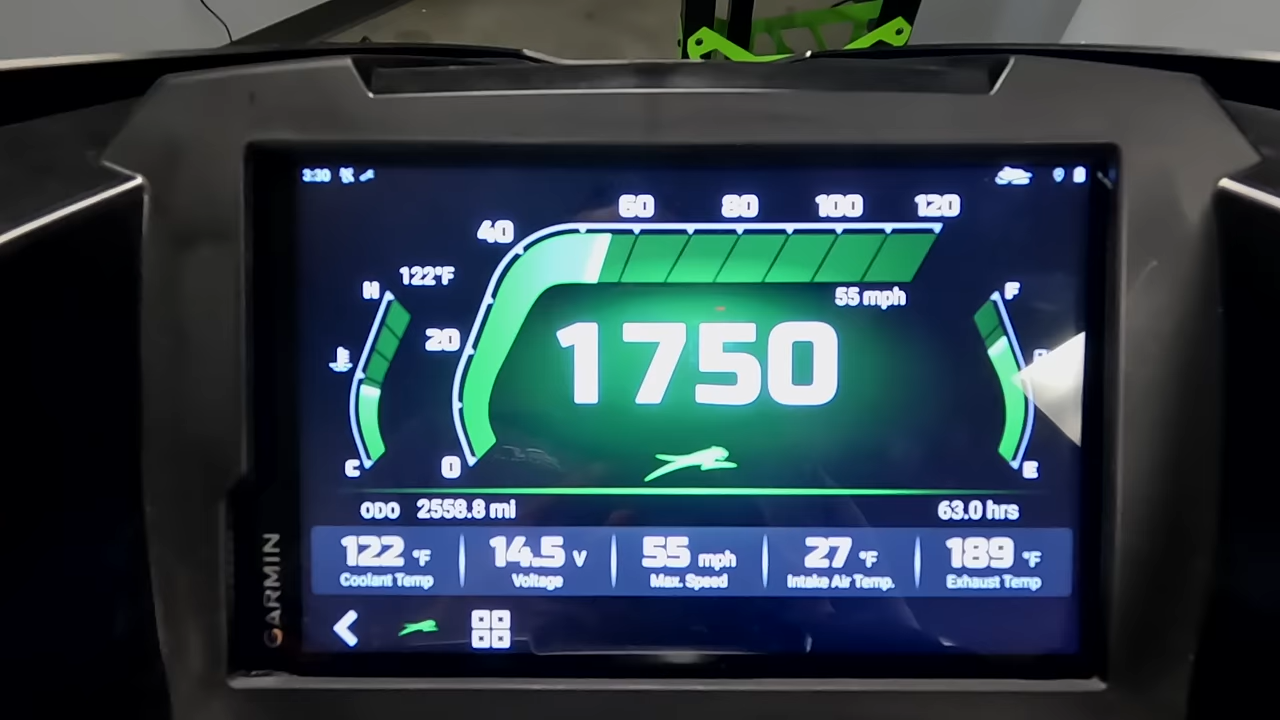 3:30
60 80 100 120
40
122°F
H
F
55 mph
20
1750
C
0
E
ODO 2558.8 mi
63.0 hrs
122 °F
Coolant Temp
14.5 V
Voltage
55 mph
Max. Speed
27 °F
Intake Air Temp.
189 °F
Exhaust Temp
GARMIN